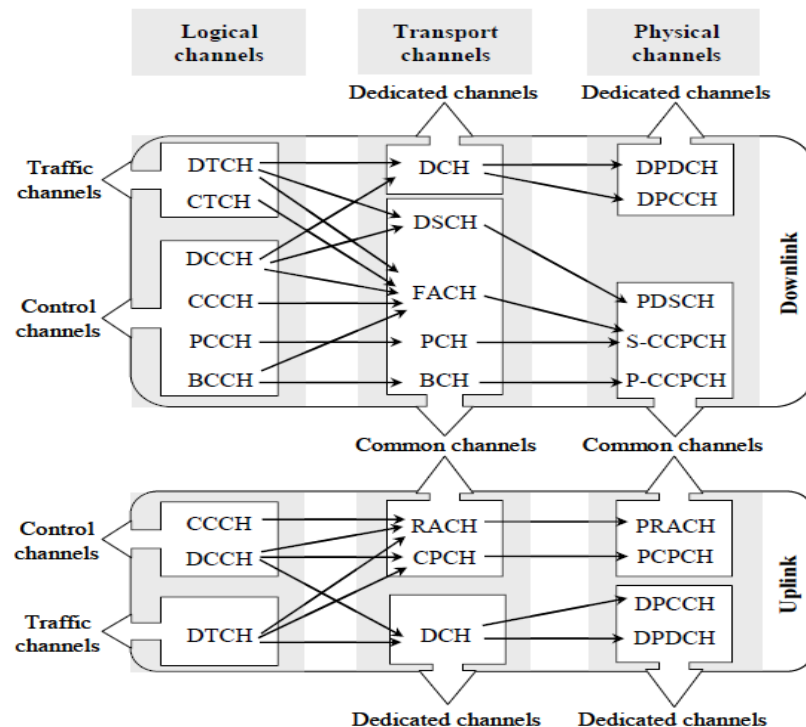 Logical channels
Transport channels
Physical channels
Dedicated channels
Dedicated channels
Traffic channels
DTCH
CTCH
DCH
DPDCH
DPCCH
Control channels
DCCH
CCCH
PCCH
BCCH
DSCH
FACH
PCH
BCH
PDSCH
S-CCPCH
P-CCPCH
Downlink
Common channels
Common channels
Control channels
CCCH
DCCH
RACH
CPCH
PRACH
PCPCH
Traffic channels
DTCH
DCH
DPCCH
DPDCH
Uplink
Dedicated channels
Dedicated channels